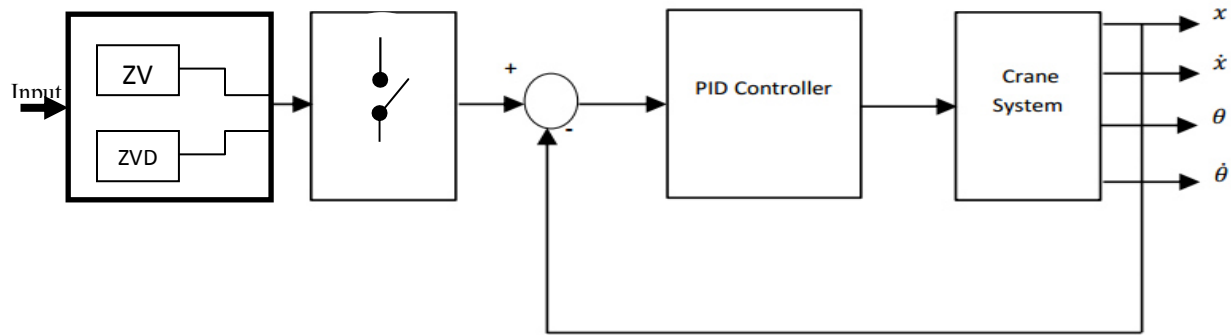 Input
ZV
ZVD
+
-
PID Controller
Crane
System
x
ẋ
θ
θ̇